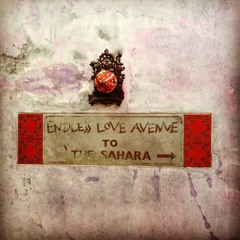 ENDLESS LOVE AVENUE
TO
THE SAHARA →